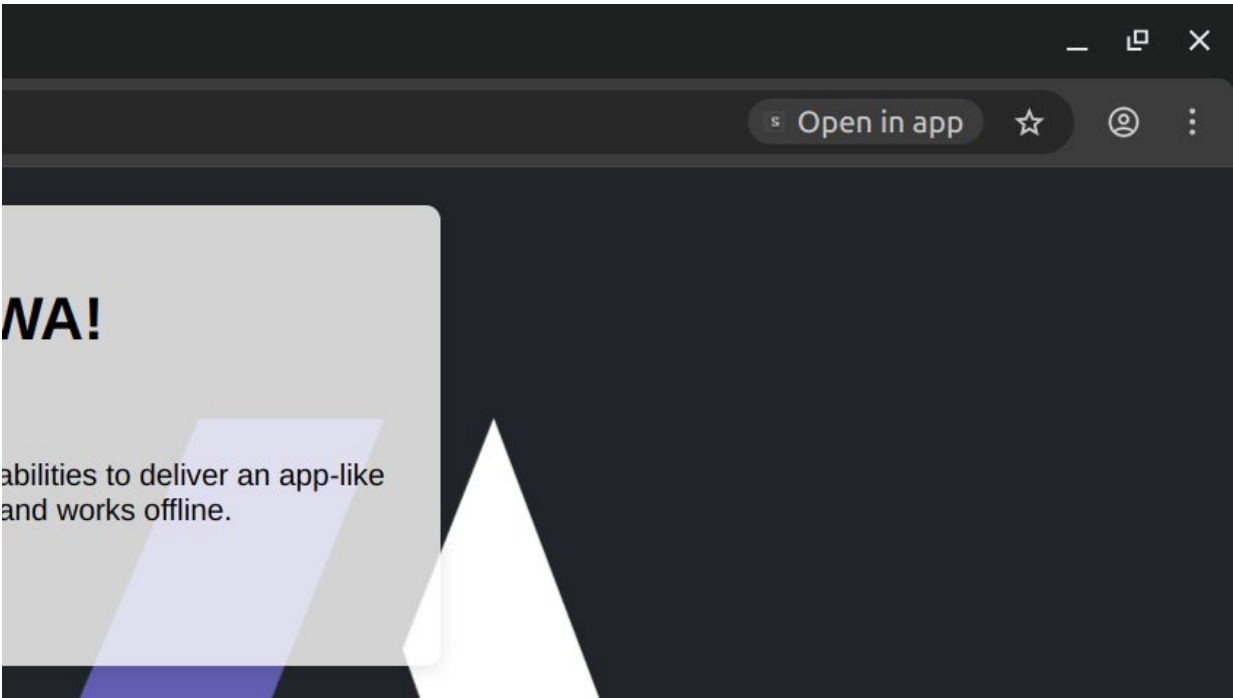 s Open in app
WA!
abilities to deliver an app-like
and works offline.